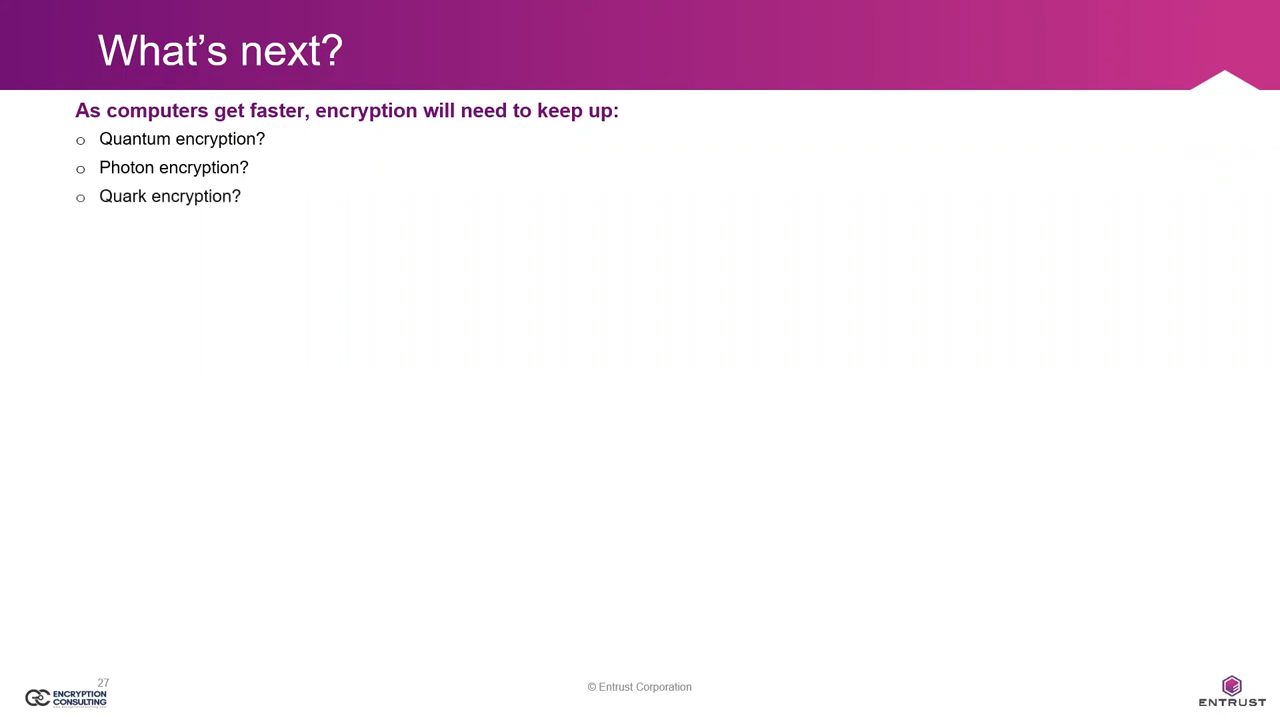 What's next?
As computers get faster, encryption will need to keep up:
o Quantum encryption?
o Photon encryption?
o Quark encryption?
27
ENCRYPTION
CONSULTING
© Entrust Corporation
ENTRUST